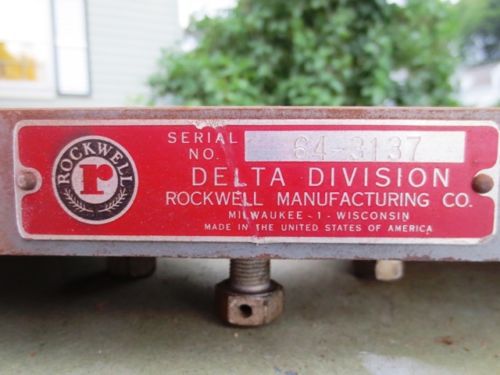 ROCKWELL
r
SERIAL
NO. 64-3137
DELTA DIVISION
ROCKWELL MANUFACTURING CO.
MILWAUKEE - 1 - WISCONSIN
MADE IN THE UNITED STATES OF AMERICA